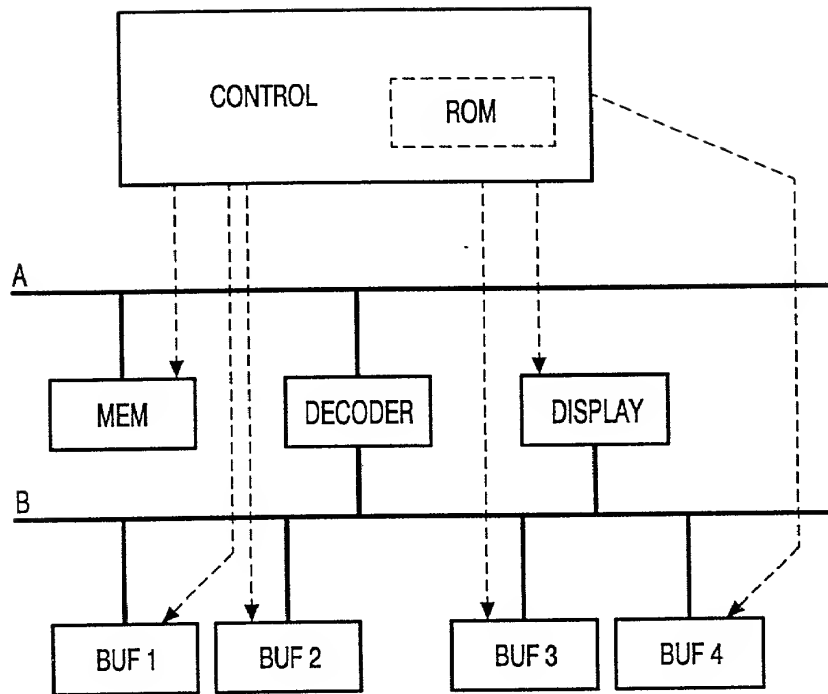 CONTROL
ROM
A
MEM
DECODER
DISPLAY
B
BUF 1
BUF 2
BUF 3
BUF 4